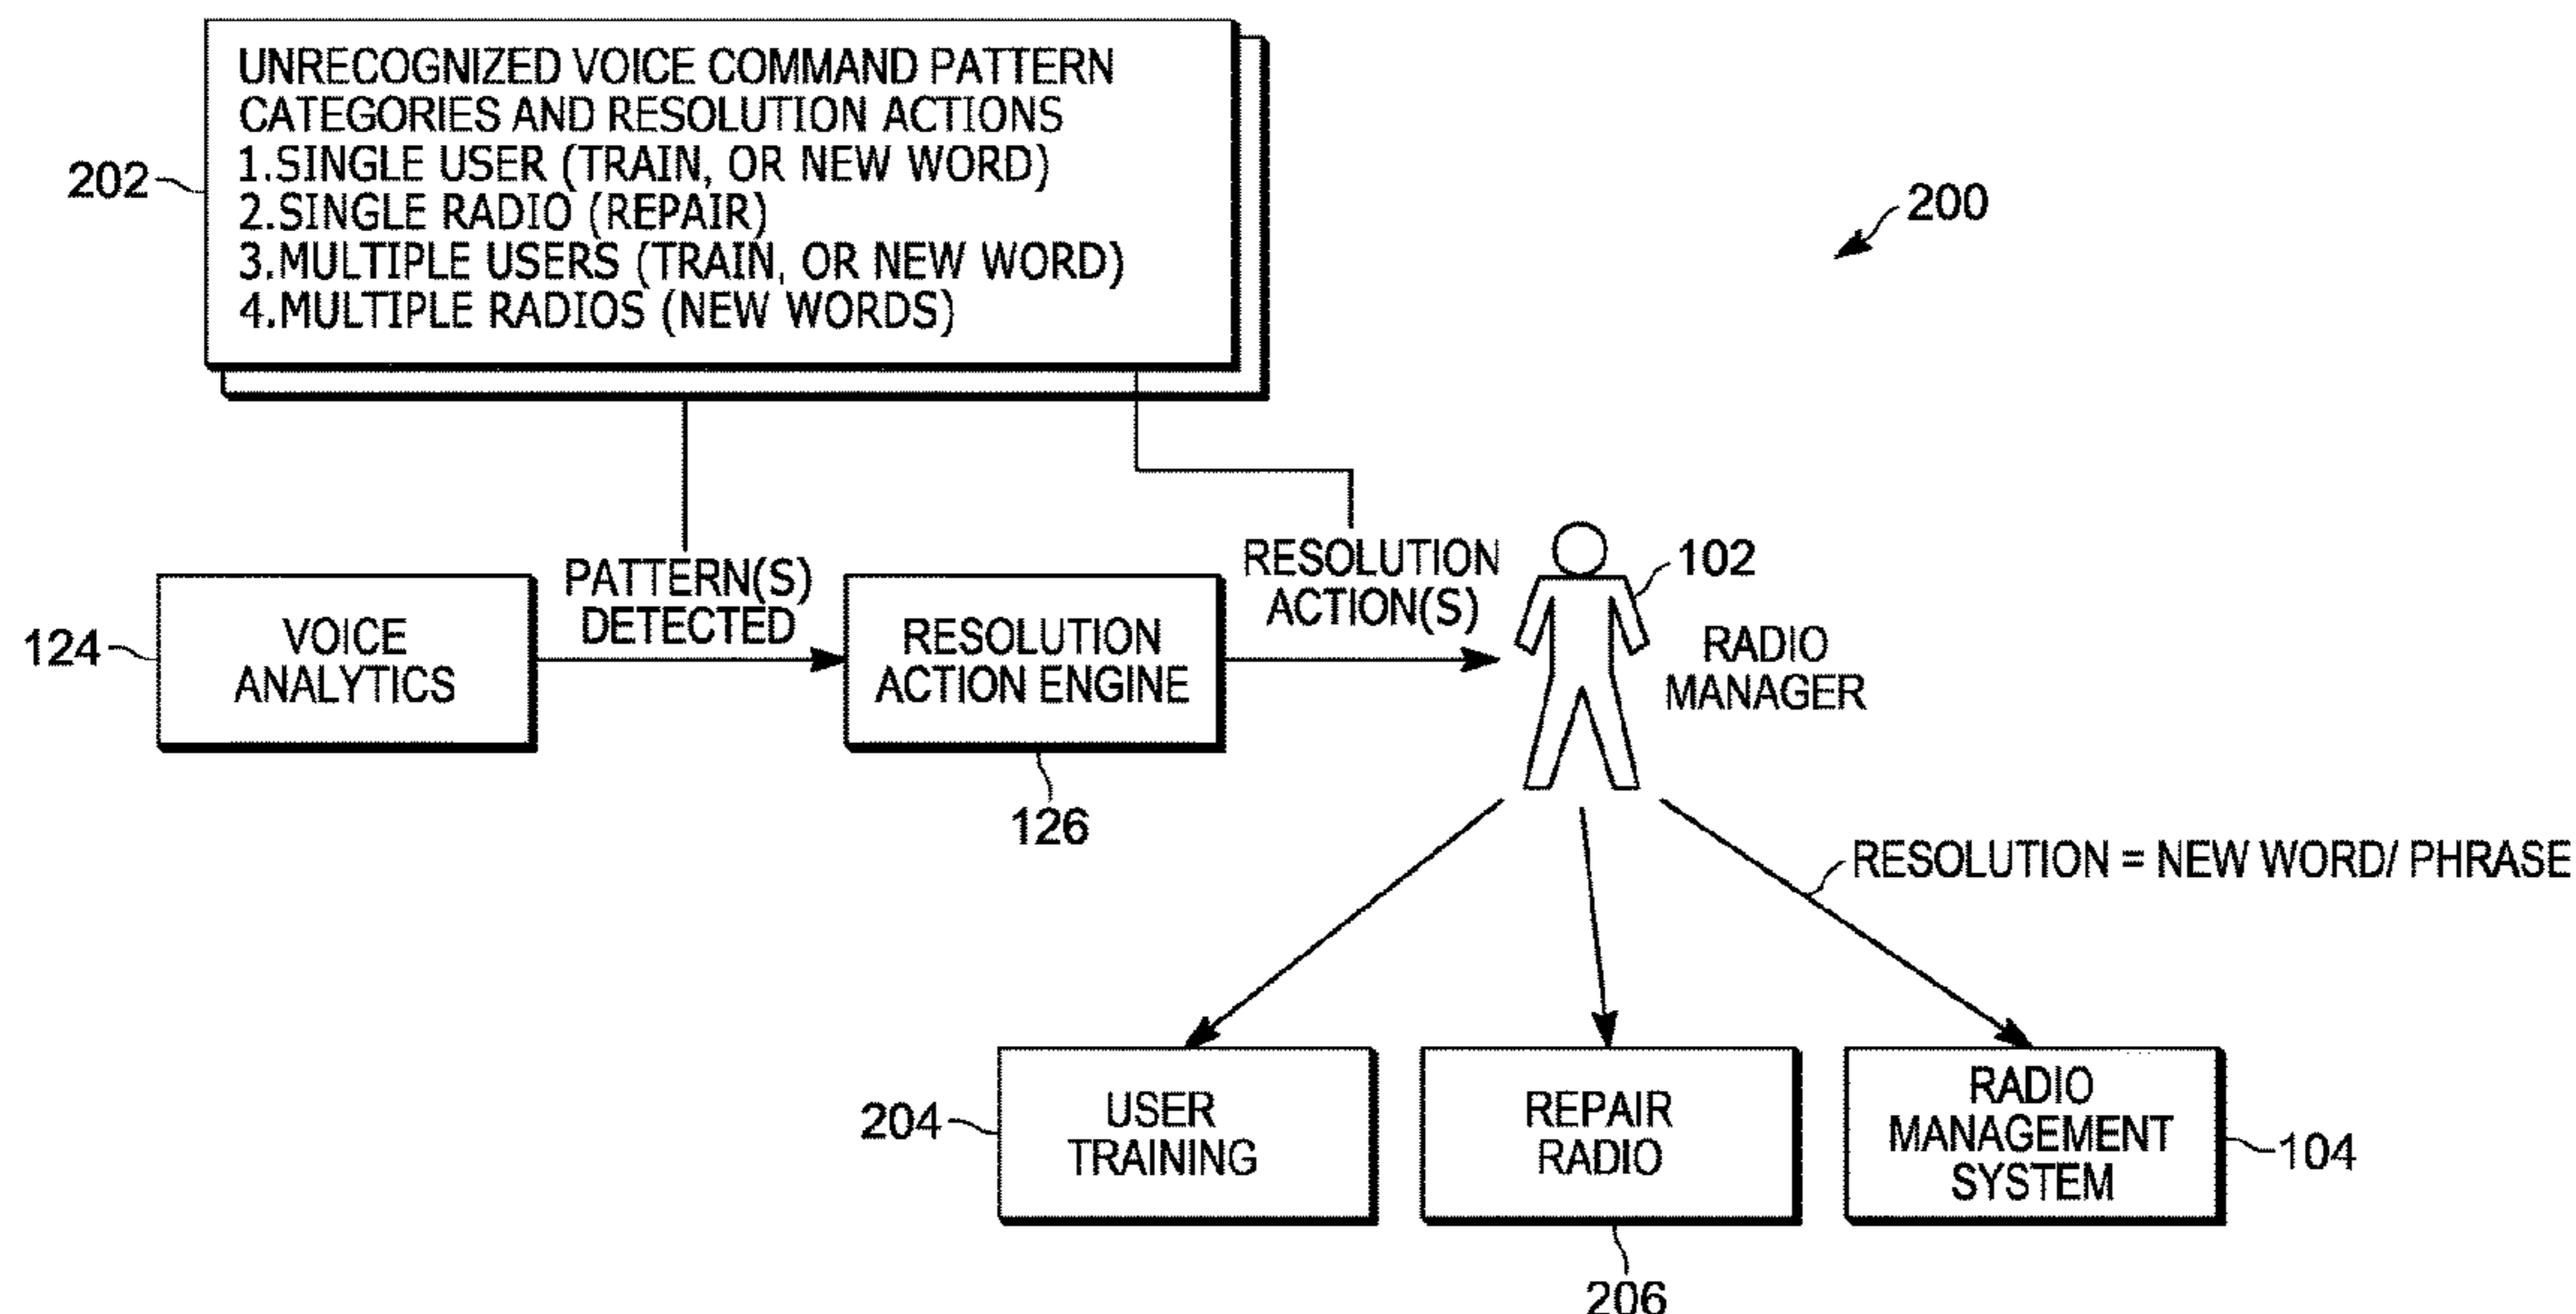 UNRECOGNIZED VOICE COMMAND PATTERN
CATEGORIES AND RESOLUTION ACTIONS
1.SINGLE USER (TRAIN, OR NEW WORD)
2.SINGLE RADIO (REPAIR)
3.MULTIPLE USERS (TRAIN, OR NEW WORD)
4.MULTIPLE RADIOS (NEW WORDS)
202
200
PATTERN(S)
DETECTED
RESOLUTION
ACTION(S)
102
124
VOICE
ANALYTICS
RESOLUTION
ACTION ENGINE
126
RADIO
MANAGER
RESOLUTION = NEW WORD/ PHRASE
204
USER
TRAINING
REPAIR
RADIO
206
RADIO
MANAGEMENT
SYSTEM
104